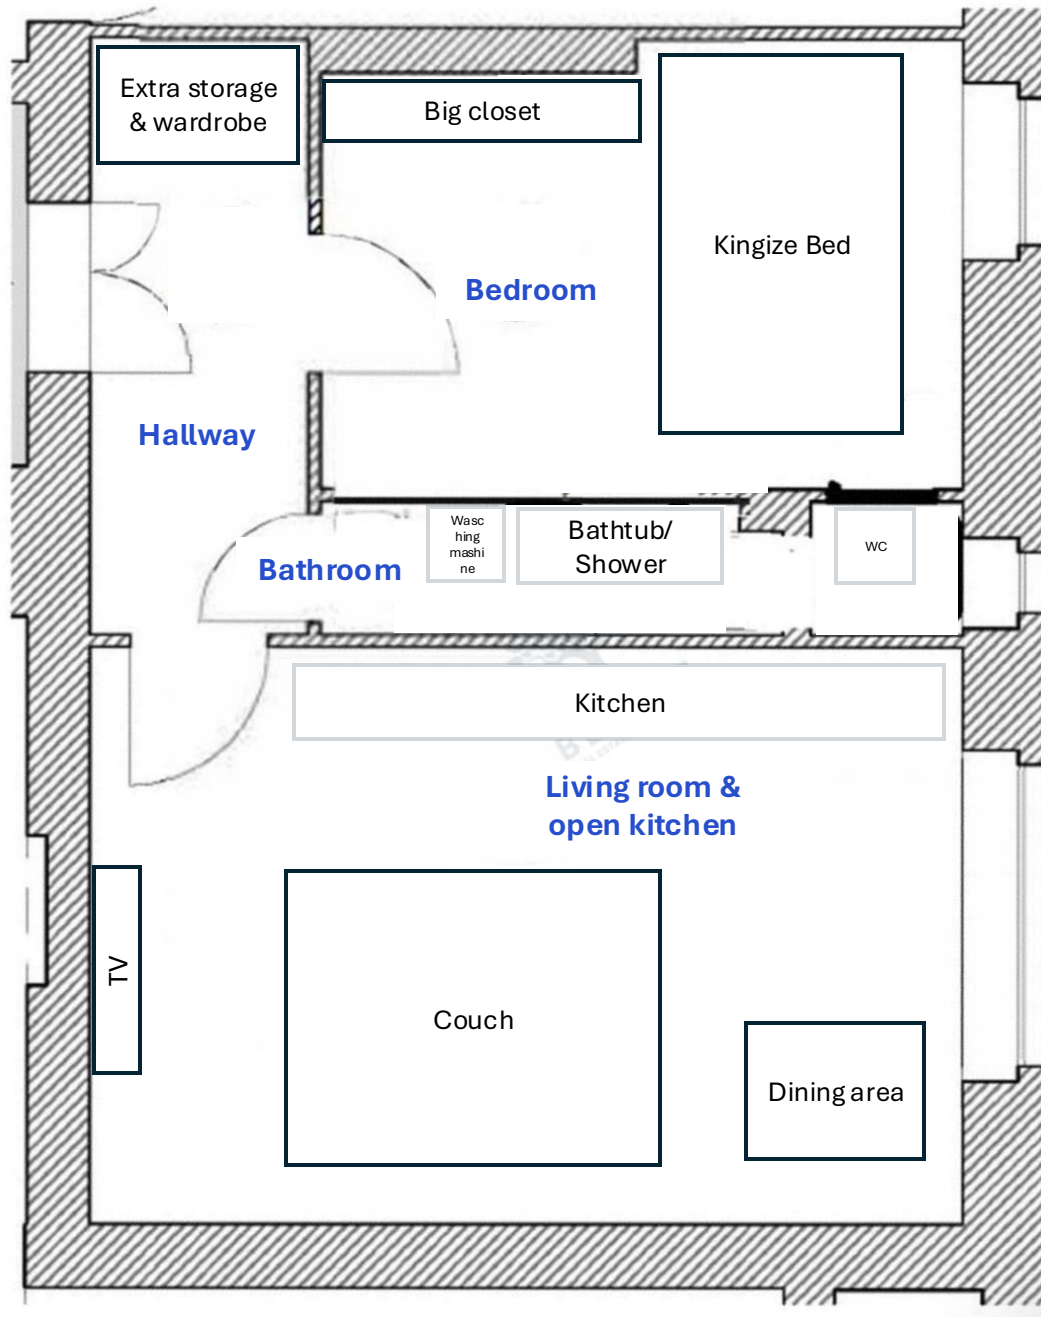 Extra storage
& wardrobe
Big closet
Kingize Bed
Bedroom
Hallway
Wasc
hing
mashi
ne
Bathtub/
Shower
WC
Bathroom
Kitchen
Living room &
open kitchen
TV
Couch
Dining area